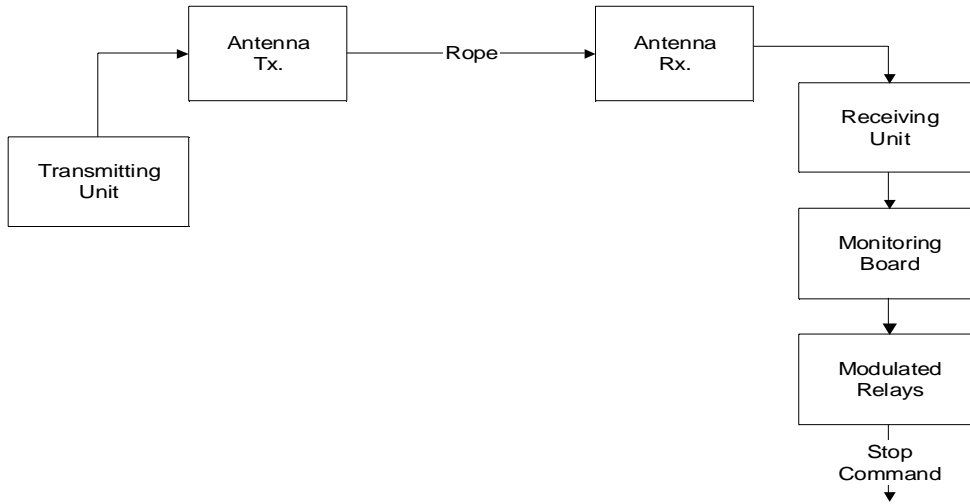 Transmitting
Unit
Antenna
Tx.
Rope
Antenna
Rx.
Receiving
Unit
Monitoring
Board
Modulated
Relays
Stop
Command